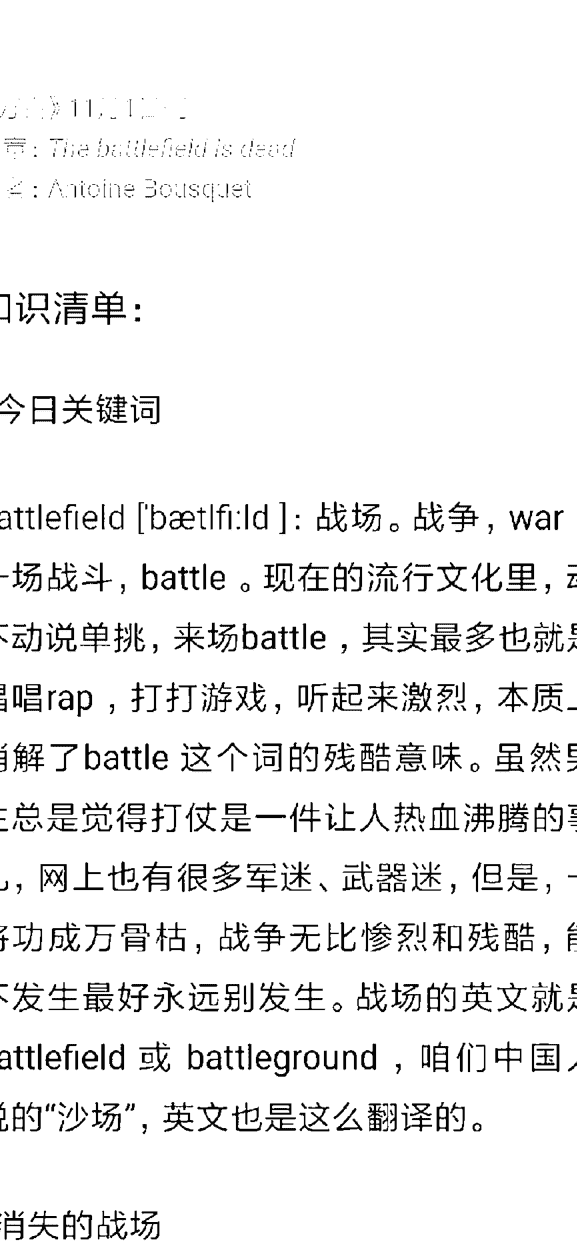 11
: The battlefield is dead
: Antoine Bousquet
识清单:
今日关键词
attlefield ['bætlfi:ld ]: 战场。战争, war
场战斗, battle 。现在的流行文化里,
动说单挑, 来场battle , 其实最多也就是
唱rap , 打打游戏, 听起来激烈, 本质
解了battle 这个词的残酷意味。虽然
总是觉得打仗是一件让人热血沸腾的
, 网上也有很多军迷、武器迷, 但是,
功成万骨枯, 战争无比惨烈和残酷, 能
发生最好永远别发生。战场的英文就是
attlefield 或 battleground , 咱们中国
的“沙场”, 英文也是这么翻译的。
消失的战场